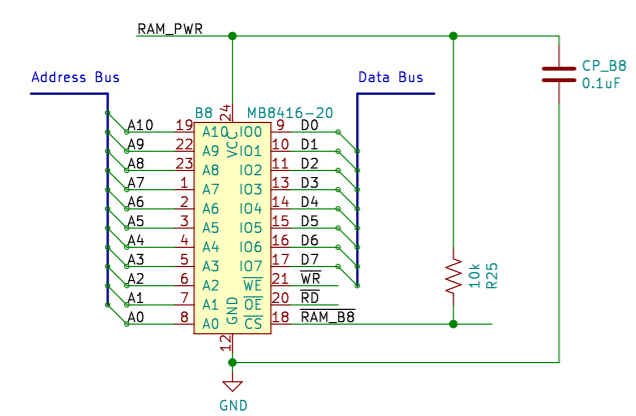 RAM_PWR
Address Bus
Data Bus
CP_B8
0.1uF
B8
MB8416-20
24
VCC
A10 19 A10 IO0 9 D0
A9 22 A9 IO1 10 D1
A8 23 A8 IO2 11 D2
A7 1 A7 IO3 13 D3
A6 2 A6 IO4 14 D4
A5 3 A5 IO5 15 D5
A4 4 A4 IO6 16 D6
A3 5 A3 IO7 17 D7
A2 6 A2 WE 21 WR
A1 7 A1 OE 20 RD
A0 8 A0 CS 18 RAM_B8
GND
12
10k
R25
GND